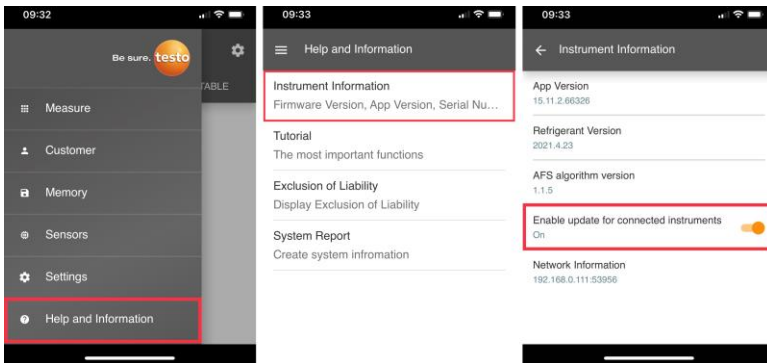 09:32
Be sure. testo
TABLE
Measure
Customer
Memory
Sensors
Settings
Help and Information
09:33
Help and Information
Instrument Information
Firmware Version, App Version, Serial Nu...
Tutorial
The most important functions
Exclusion of Liability
Display Exclusion of Liability
System Report
Create system infromation
09:33
Instrument Information
App Version
15.11.2.66326
Refrigerant Version
2021.4.23
AFS algorithm version
1.1.5
Enable update for connected instruments
On
Network Information
192.168.0.111:53956